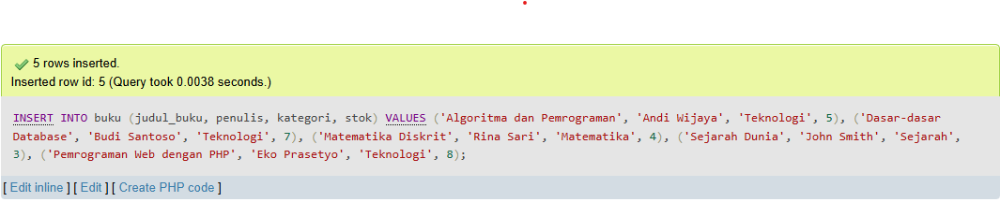 5 rows inserted.
Inserted row id: 5 (Query took 0.0038 seconds.)
INSERT INTO buku (judul_buku, penulis, kategori, stok) VALUES ('Algoritma dan Pemrograman', 'Andi Wijaya', 'Teknologi', 5), ('Dasar-dasar
Database', 'Budi Santoso', 'Teknologi', 7), ('Matematika Diskrit', 'Rina Sari', 'Matematika', 4), ('Sejarah Dunia', 'John Smith', 'Sejarah',
3), ('Pemrograman Web dengan PHP', 'Eko Prasetyo', 'Teknologi', 8);
[ Edit inline ] [ Edit ] [ Create PHP code ]